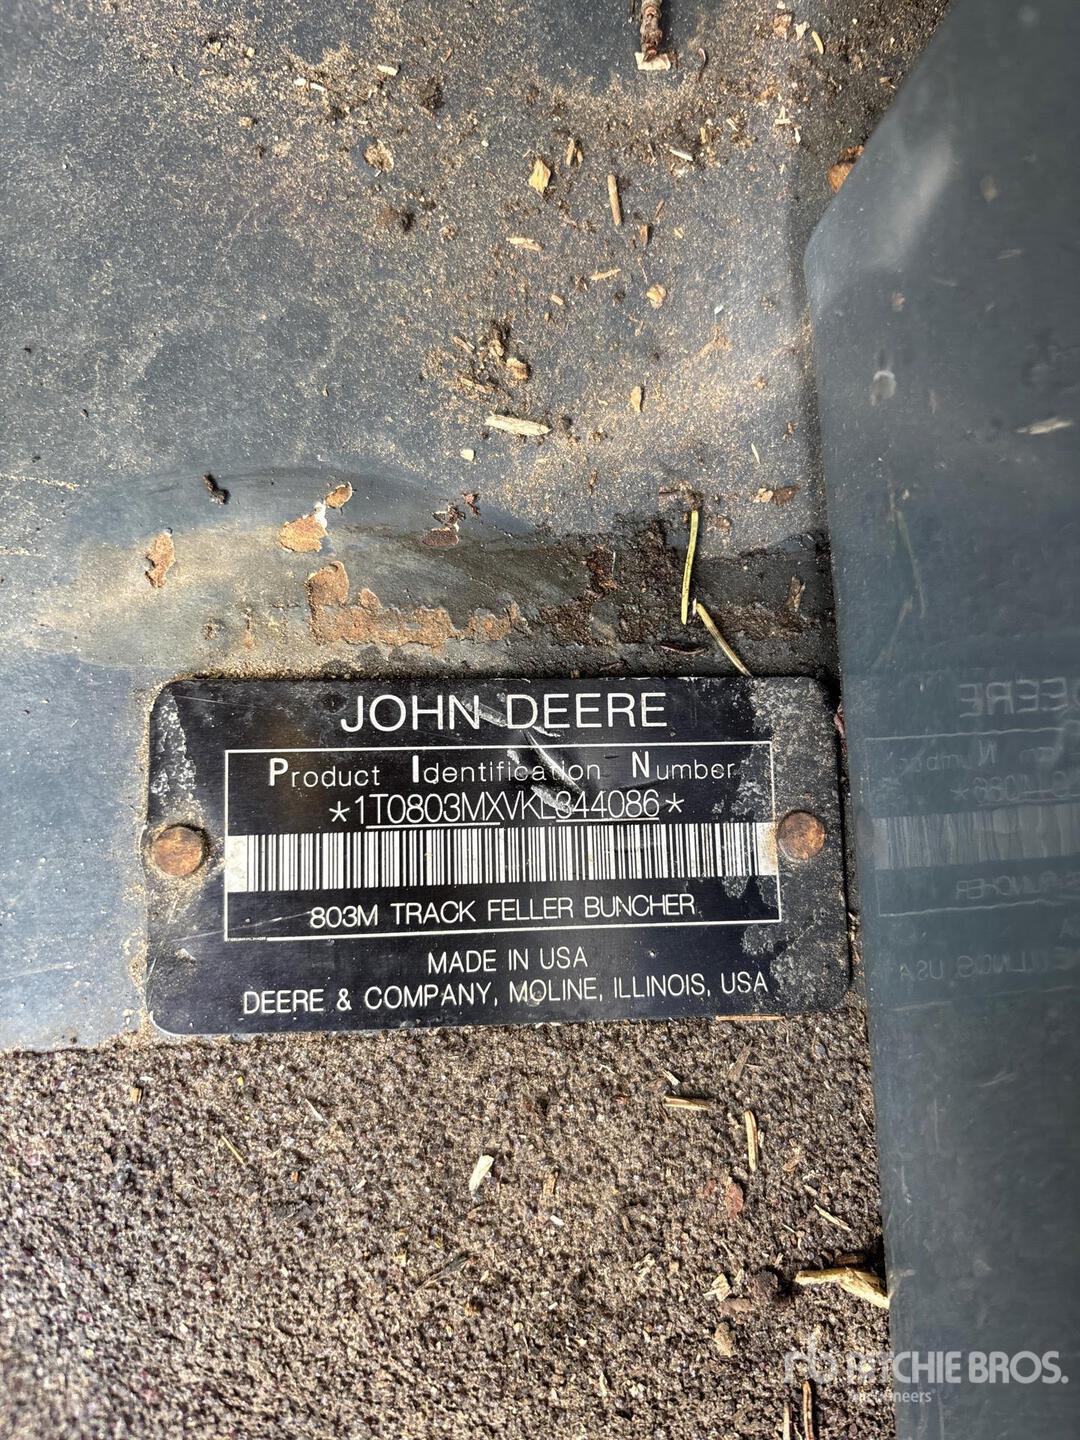 JOHN DEERE
Product Identification Number
*1T0803MXVKL344086*
803M TRACK FELLER BUNCHER
MADE IN USA
DEERE & COMPANY, MOLINE, ILLINOIS, USA
RITCHIE BROS.
Auctioneers